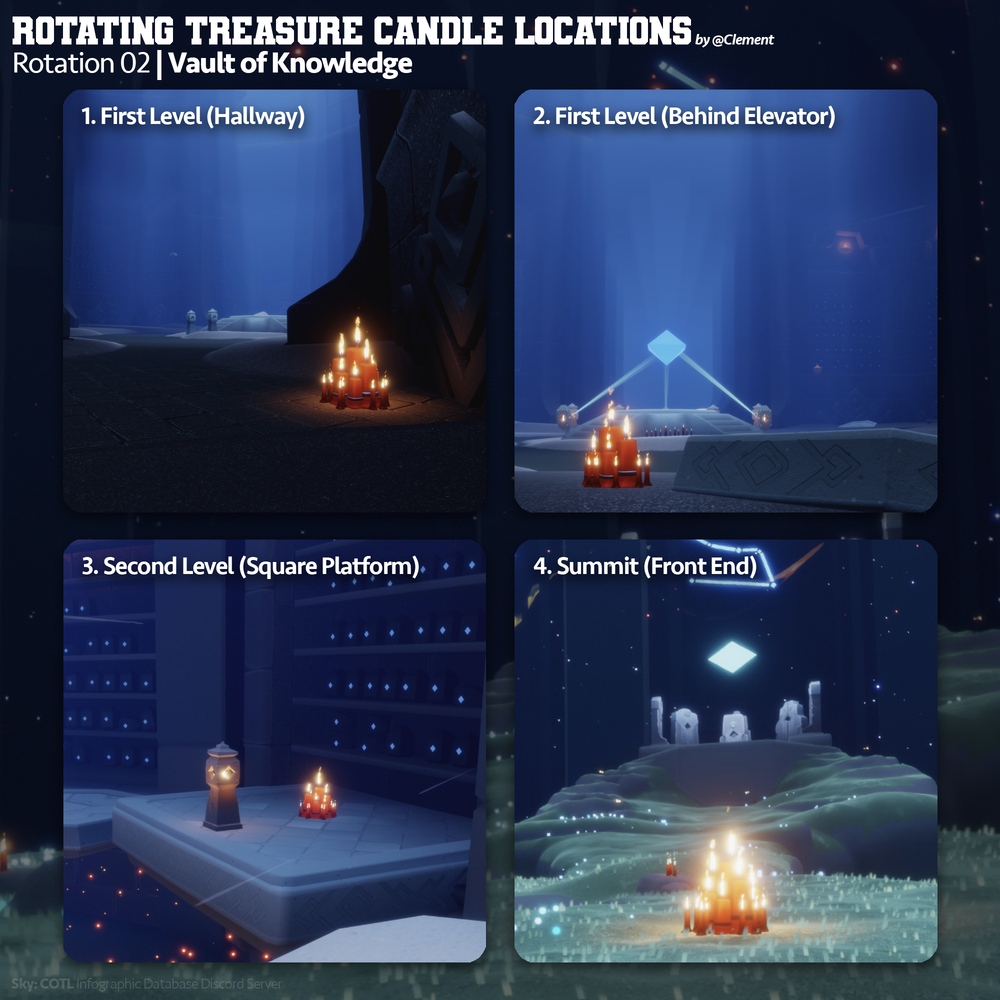 ROTATING TREASURE CANDLE LOCATIONS by @Clement
Rotation 02 | Vault of Knowledge
1. First Level (Hallway)
2. First Level (Behind Elevator)
3. Second Level (Square Platform)
4. Summit (Front End)
Sky: COTL Infographic Database Discord Server